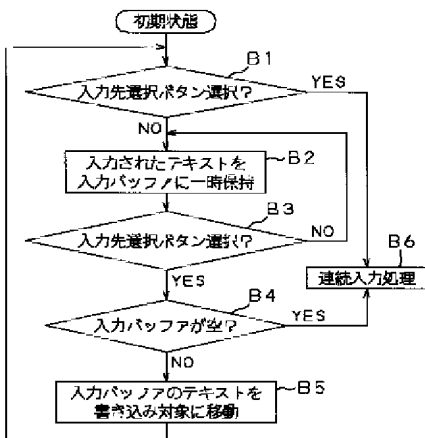 初期状態
B1
入力先選択ボタン選択?
YES
NO
入力されたテキストを
入力バッファに一時保持
B2
B3
入力先選択ボタン選択?
NO
YES
B6
連続入力処理
B4
入力バッファが空?
YES
NO
入力バッファのテキストを
書き込み対象に移動
B5